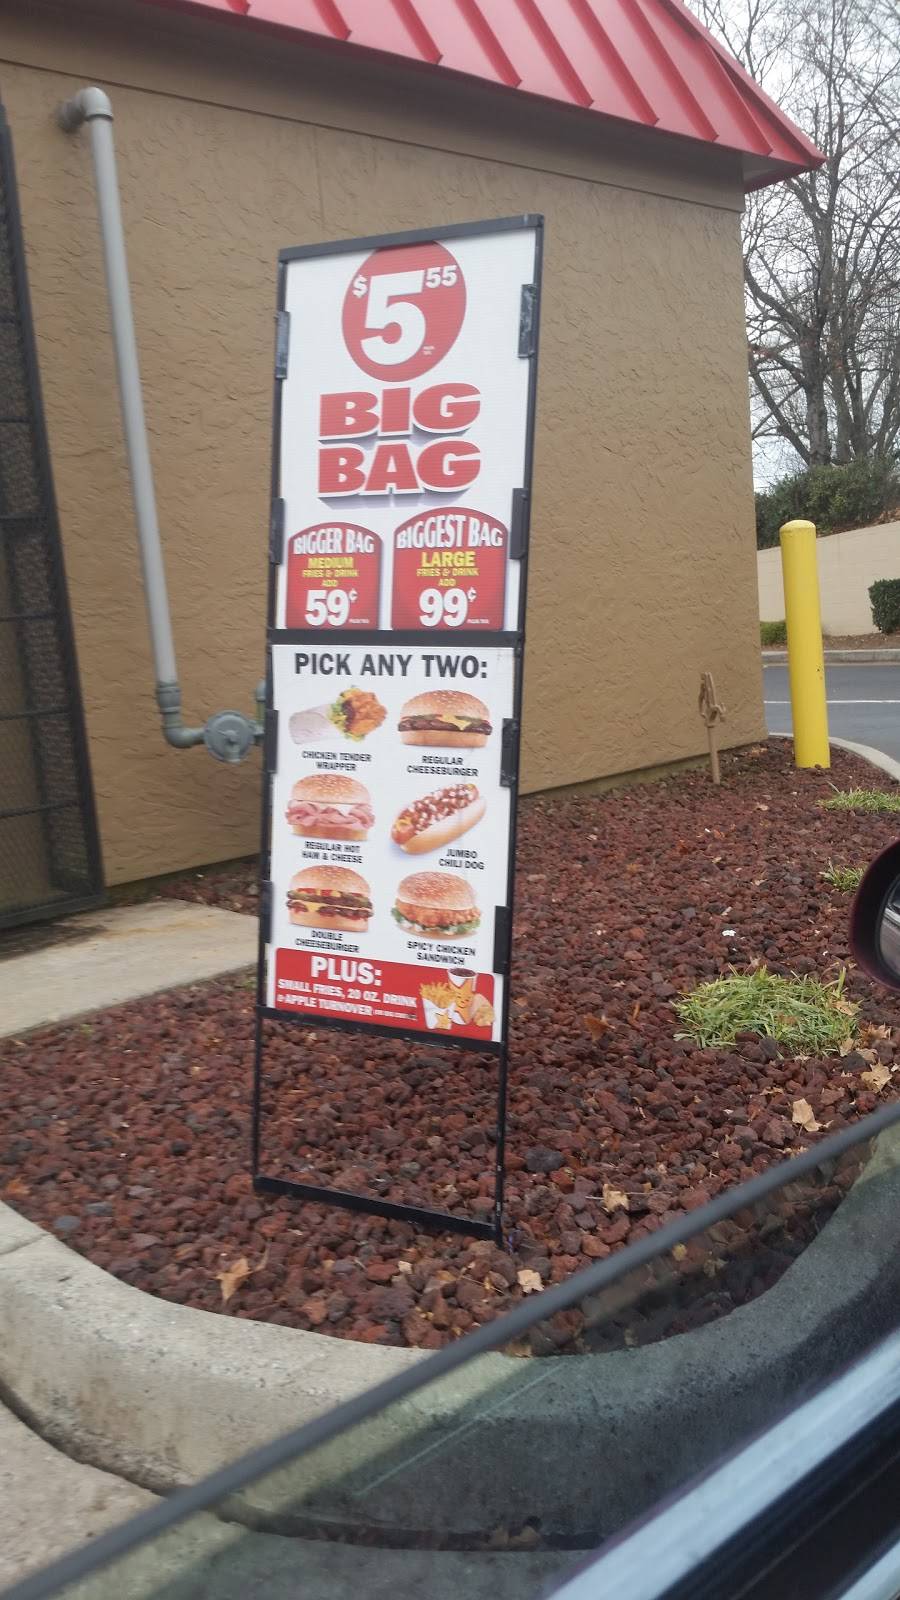 $5 55
BIG
BAG
BIGGER BAG
MEDIUM
FRIES & DRINK
ADD
59¢
BIGGEST BAG
LARGE
FRIES & DRINK
ADD
99¢
PICK ANY TWO:
CHICKEN TENDER
WRAPPER
REGULAR
CHEESEBURGER
REGULAR HOT
HAM & CHEESE
JUMBO
CHILI DOG
DOUBLE
CHEESEBURGER
SPICY CHICKEN
SANDWICH
PLUS:
SMALL FRIES, 20 OZ. DRINK
& APPLE TURNOVER